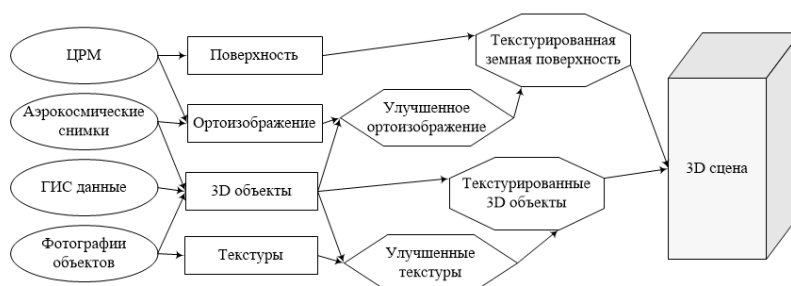 ЦРМ
Поверхность
Текстурированная
земная поверхность
Аэрокосмические
снимки
Ортоизображение
Улучшенное
ортоизображение
3D сцена
ГИС данные
3D объекты
Текстурированные
3D объекты
Фотографии
объектов
Текстуры
Улучшенные
текстуры